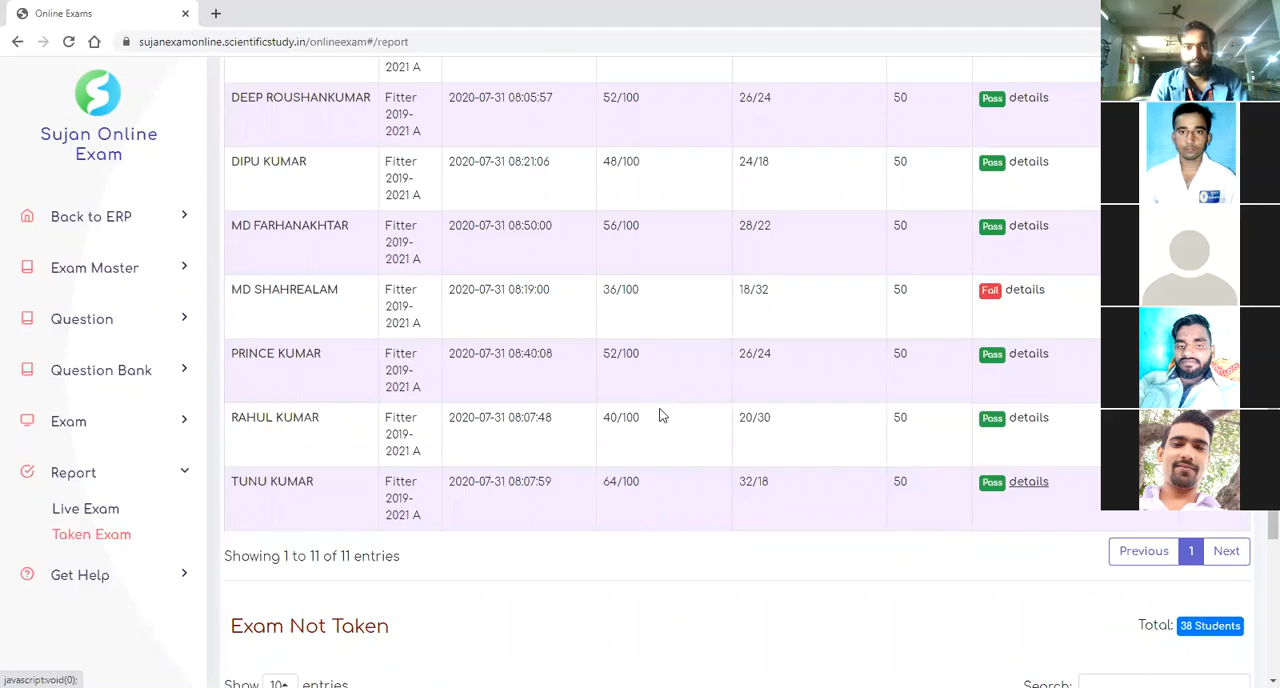 Online Exams
sujanexamonline.scientificstudy.in/onlineexam#/report
Sujan Online
Exam
Back to ERP
Exam Master
Question
Question Bank
Exam
Report
Live Exam
Taken Exam
Get Help
2021 A
DEEP ROUSHANKUMAR Fitter 2020-07-31 08:05:57 52/100 26/24 50 Pass details
2019-
2021 A
DIPU KUMAR Fitter 2020-07-31 08:21:06 48/100 24/18 50 Pass details
2019-
2021 A
MD FARHANAKHTAR Fitter 2020-07-31 08:50:00 56/100 28/22 50 Pass details
2019-
2021 A
MD SHAHREALAM Fitter 2020-07-31 08:19:00 36/100 18/32 50 Fail details
2019-
2021 A
PRINCE KUMAR Fitter 2020-07-31 08:40:08 52/100 26/24 50 Pass details
2019-
2021 A
RAHUL KUMAR Fitter 2020-07-31 08:07:48 40/100 20/30 50 Pass details
2019-
2021 A
TUNU KUMAR Fitter 2020-07-31 08:07:59 64/100 32/18 50 Pass details
2019-
2021 A
Showing 1 to 11 of 11 entries
Previous 1 Next
Exam Not Taken
Total: 38 Students
Show 10 entries
Search:
javascript:void(0);